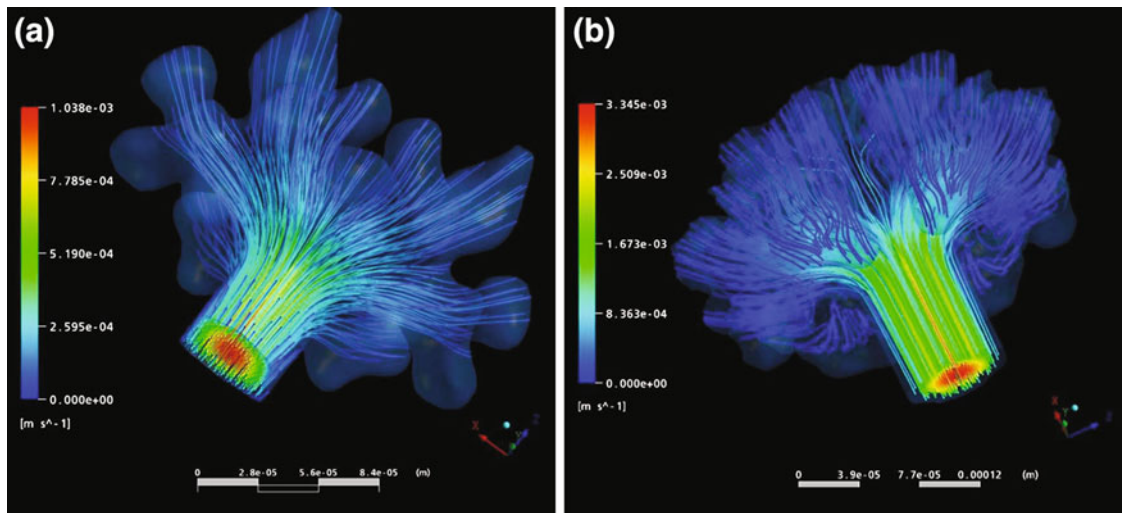 (a)
1.038e-03
7.785e-04
5.190e-04
2.595e-04
0.000e+00
[m s^-1]
X
Y
Z
0 2.8e-05 5.6e-05 8.4e-05 (m)
(b)
3.345e-03
2.509e-03
1.673e-03
8.363e-04
0.000e+00
[m s^-1]
X
Y
Z
0 3.9e-05 7.7e-05 0.00012 (m)